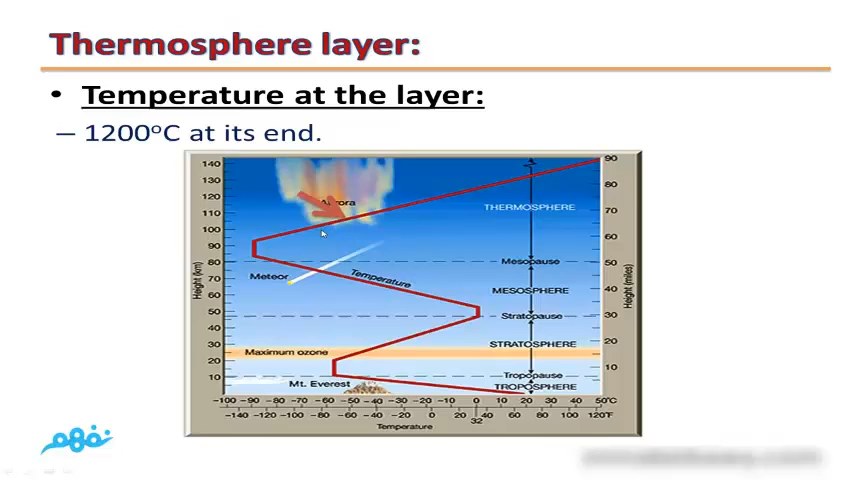 Thermosphere layer:
• Temperature at the layer:
– 1200°C at its end.
140
130
120
110
100
90
80
70
60
50
40
30
20
10
Height (km)
Aurora
Meteor
Temperature
Maximum ozone
Mt. Everest
THERMOSPHERE
Mesopause
MESOSPHERE
Stratopause
STRATOSPHERE
Tropopause
TROPOSPHERE
90
80
70
60
50
40
30
20
10
Height (miles)
-100 -90 -80 -70 -60 -50 -40 -30 -20 -10 0 10 20 30 40 50°C
-140 -120 -100 -80 -60 -40 -20 0 20 40 60 80 100 120°F
32
Temperature
نفهم